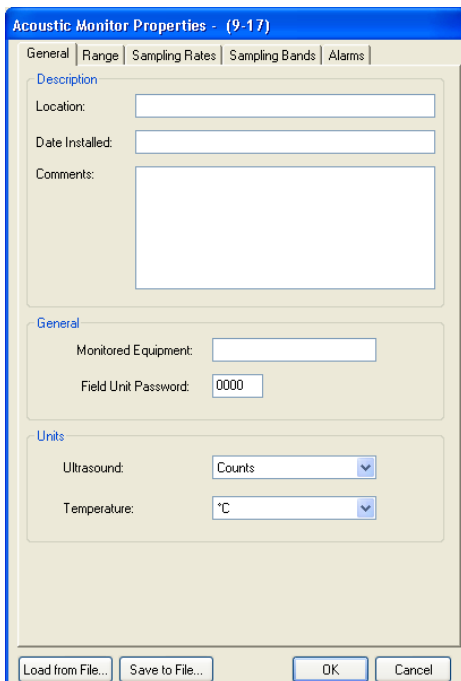 Acoustic Monitor Properties - (9-17)
General Range Sampling Rates Sampling Bands Alarms
Description
Location:
Date Installed:
Comments:
General
Monitored Equipment:
Field Unit Password: 0000
Units
Ultrasound: Counts
Temperature: °C
Load from File... Save to File... OK Cancel